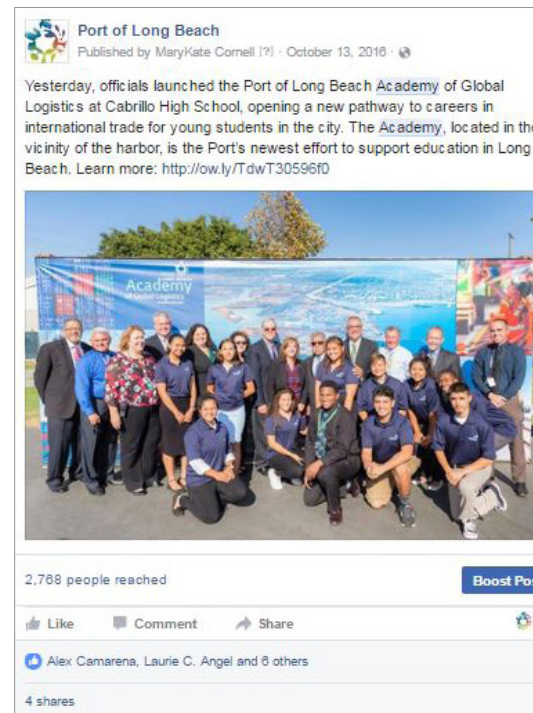 Port of Long Beach
Published by MaryKate Cornell [?] · October 13, 2016 ·
Yesterday, officials launched the Port of Long Beach Academy of Global
Logistics at Cabrillo High School, opening a new pathway to careers in
international trade for young students in the city. The Academy, located in the
vicinity of the harbor, is the Port's newest effort to support education in Long
Beach. Learn more: http://ow.ly/TdwT30596f0
Academy
of Global Logistics
2,768 people reached
Boost Pos
Like Comment Share
Alex Camarena, Laurie C. Angel and 6 others
4 shares